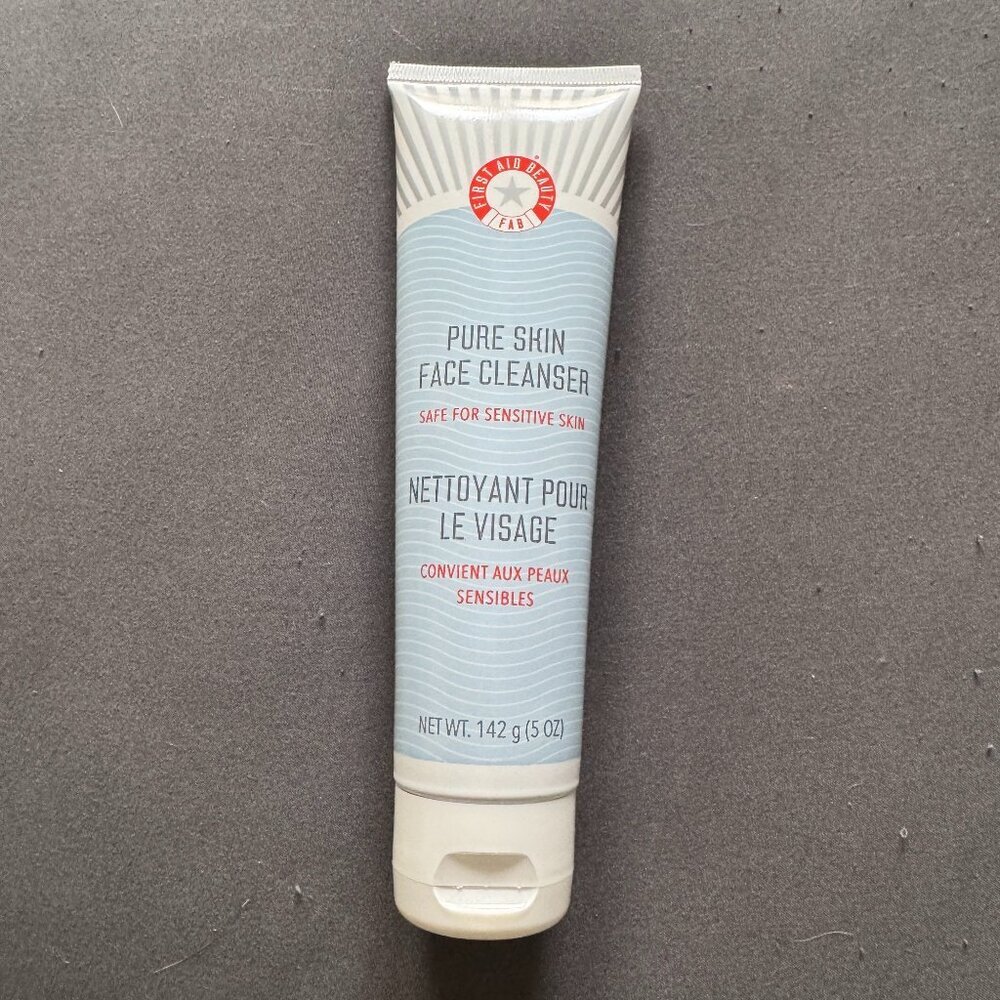 FIRST AID BEAUTY
FAB
PURE SKIN
FACE CLEANSER
SAFE FOR SENSITIVE SKIN
NETTOYANT POUR
LE VISAGE
CONVIENT AUX PEAUX
SENSIBLES
NET WT. 142 g (5 OZ)